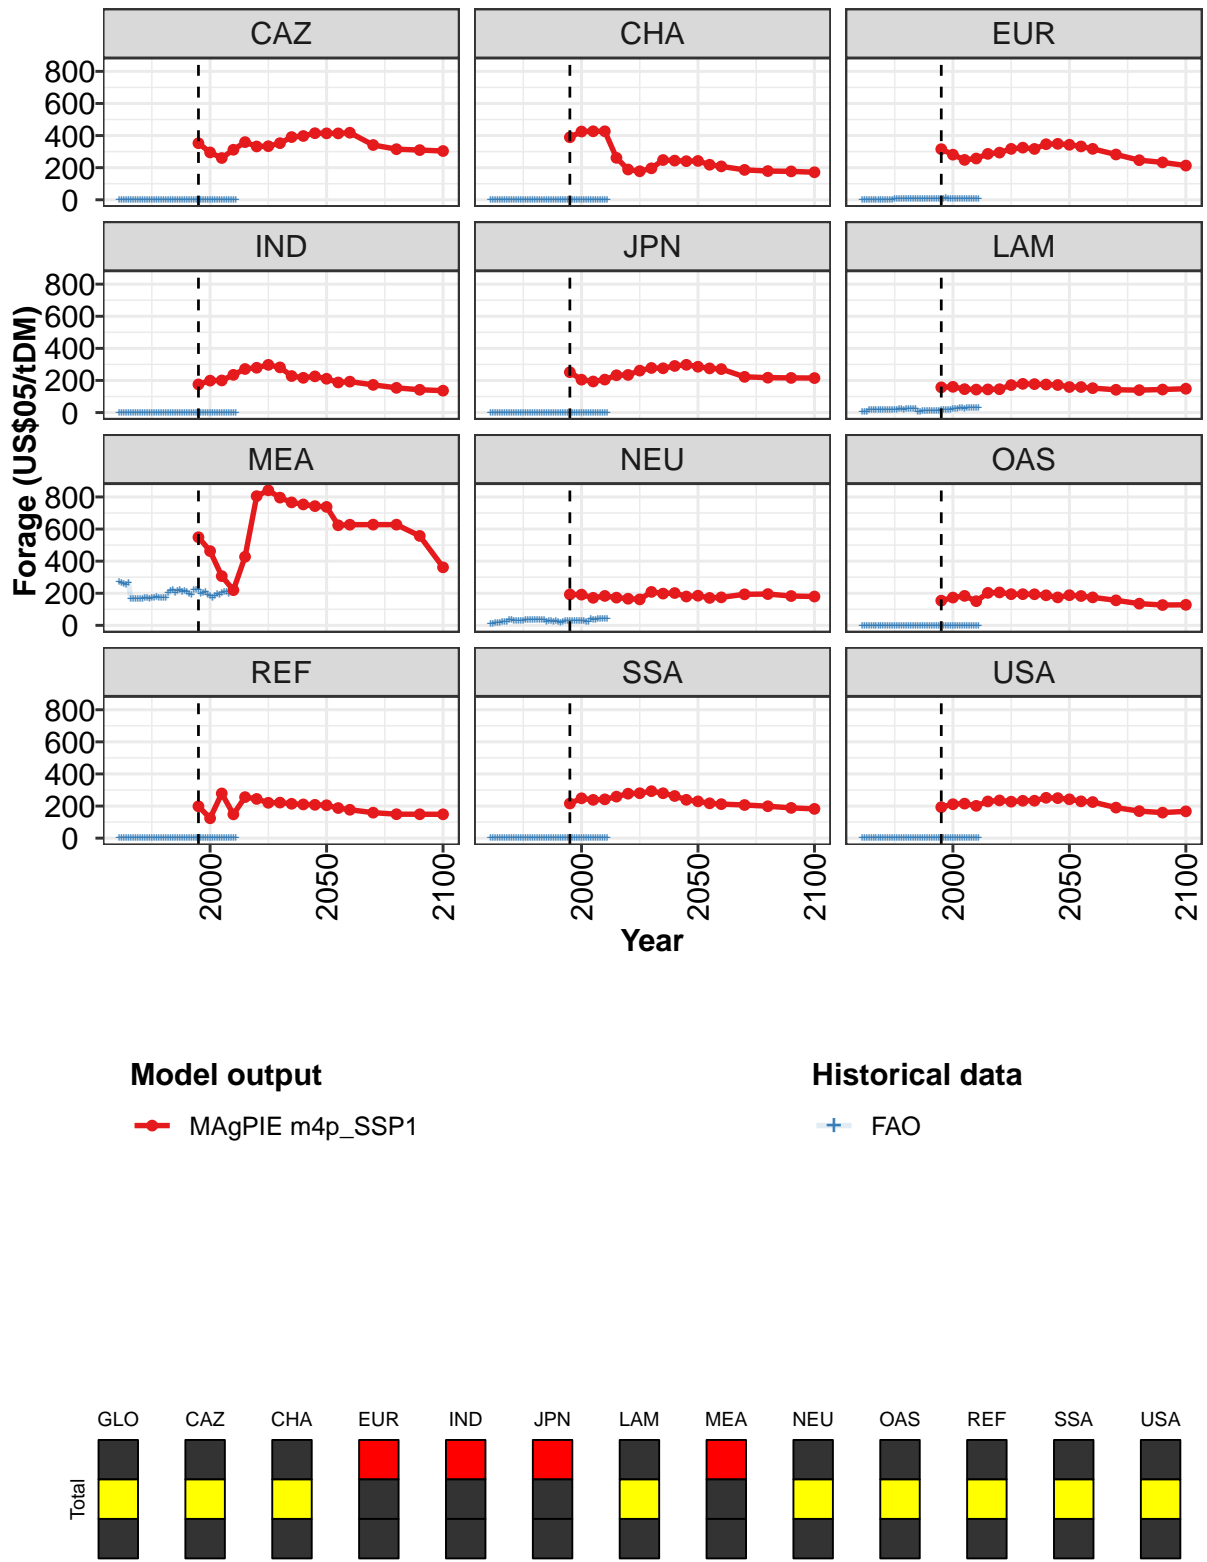 CAZ CHA EUR
800
600
400
200
0
IND JPN LAM
800
600
400
200
0
MEA NEU OAS
800
600
400
200
0
REF SSA USA
800
600
400
200
0
Forage (US$05/tDM)
2000 2050 2100 2000 2050 2100 2000 2050 2100
Year
Model output Historical data
MAgPIE m4p_SSP1 FAO
GLO CAZ CHA EUR IND JPN LAM MEA NEU OAS REF SSA USA
Total